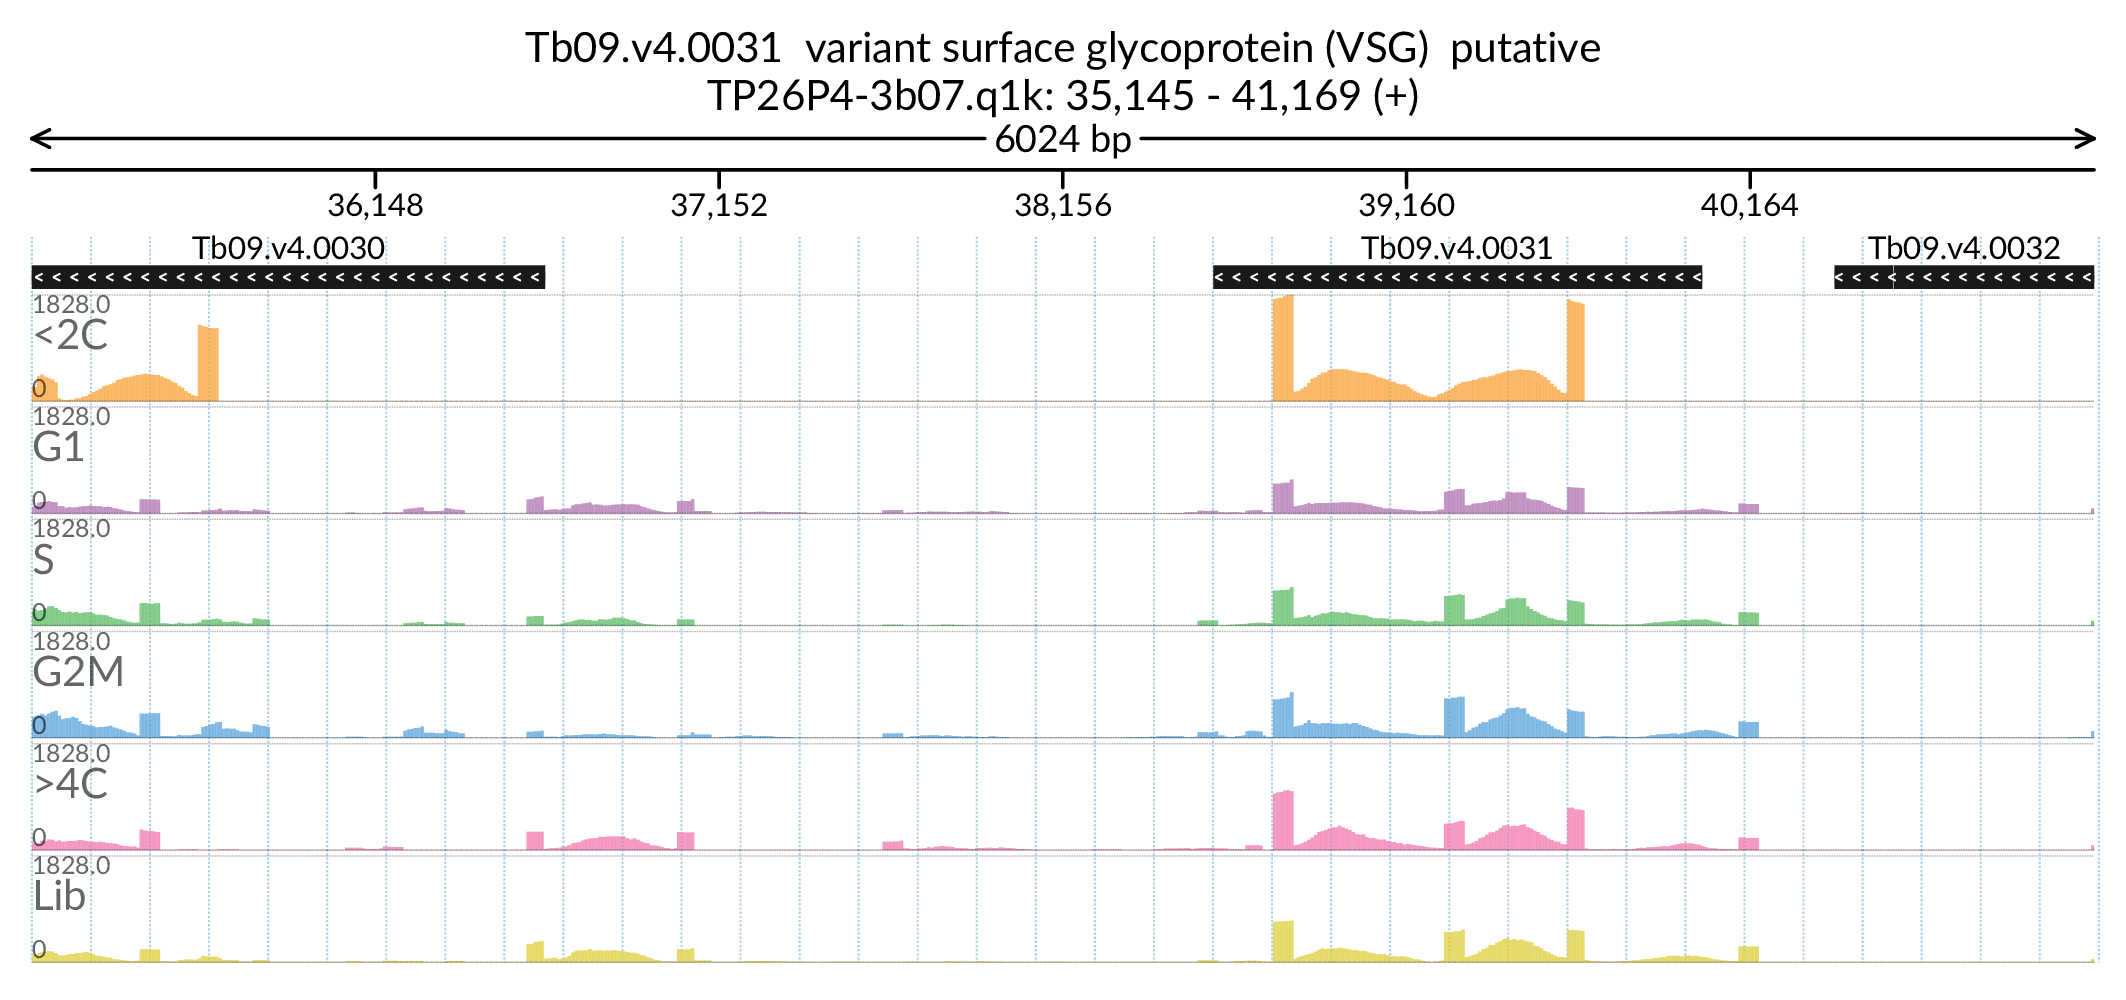 Tb09.v4.0031 variant surface glycoprotein (VSG) putative
TP26P4-3b07.q1k: 35,145 - 41,169 (+)
6024 bp
36,148 37,152 38,156 39,160 40,164
Tb09.v4.0030 Tb09.v4.0031 Tb09.v4.0032
1828.0
<2C
0
1828.0
G1
0
1828.0
S
0
1828.0
G2M
0
1828.0
>4C
0
1828.0
Lib
0